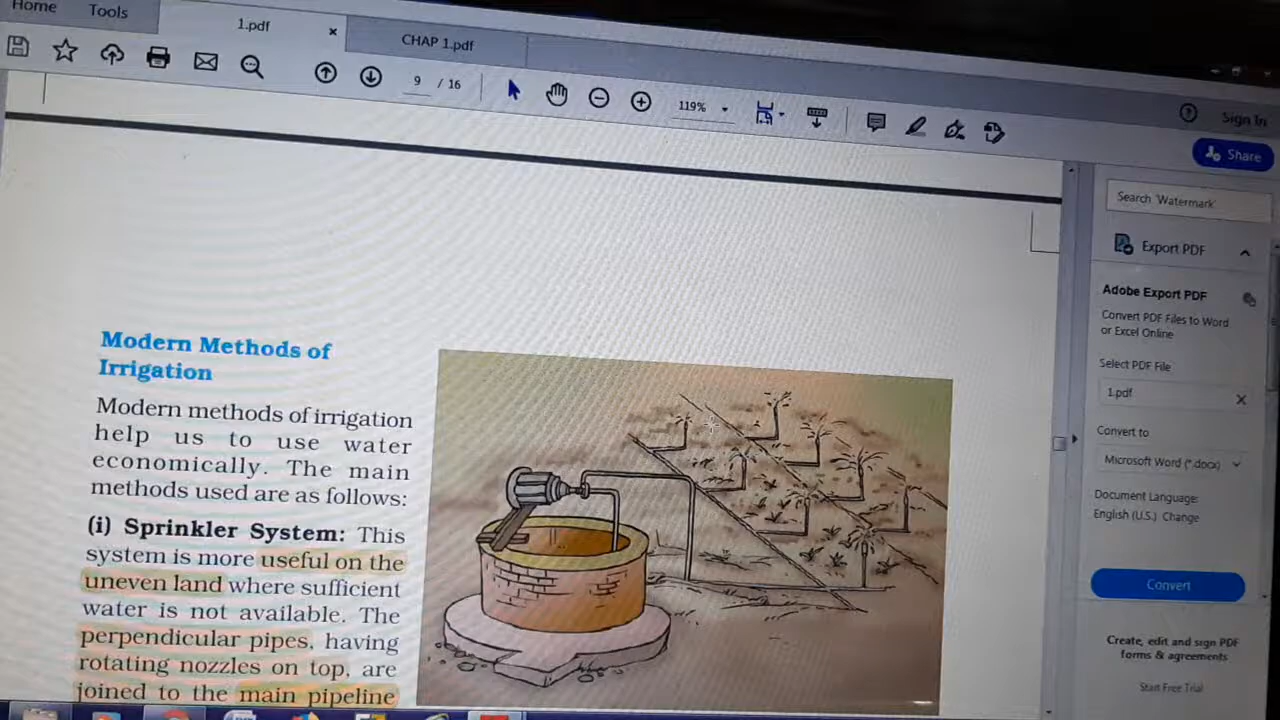 Home Tools 1.pdf × CHAP 1.pdf
9 / 16 119%
Sign In
Share
Search 'Watermark'
Export PDF
Adobe Export PDF
Convert PDF Files to Word
or Excel Online
Select PDF File
1.pdf ×
Convert to
Microsoft Word (*.docx)
Document Language:
English (U.S.) Change
Convert
Create, edit and sign PDF
forms & agreements
Start Free Trial
Modern Methods of
Irrigation
Modern methods of irrigation
help us to use water
economically. The main
methods used are as follows:
(i) Sprinkler System: This
system is more useful on the
uneven land where sufficient
water is not available. The
perpendicular pipes, having
rotating nozzles on top, are
joined to the main pipeline